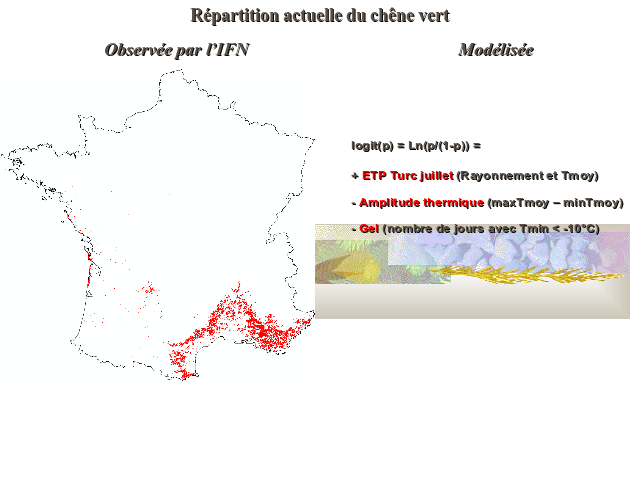 Répartition actuelle du chêne vert
Observée par l'IFN
Modélisée
logit(p) = Ln(p/(1-p)) =
+ ETP Turc juillet (Rayonnement et Tmoy)
- Amplitude thermique (maxTmoy – minTmoy)
- Gel (nombre de jours avec Tmin < -10°C)